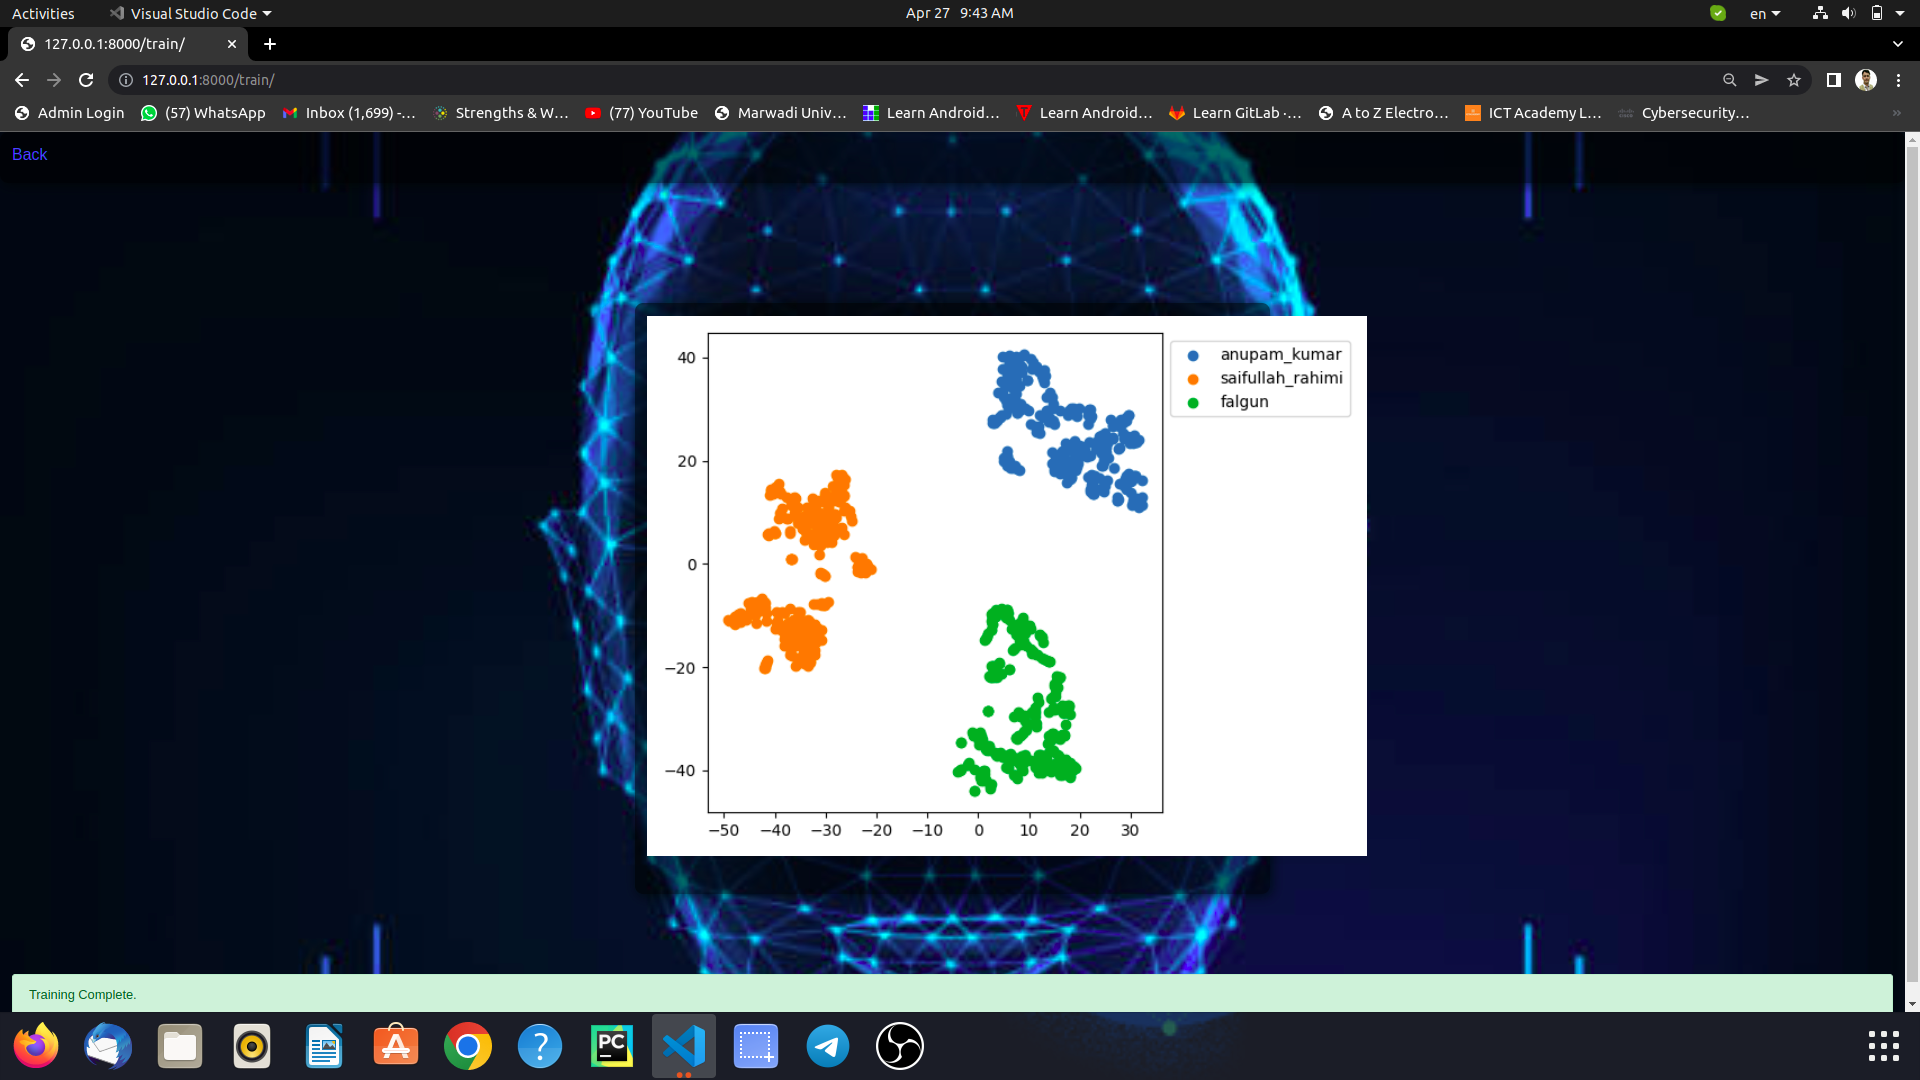 Activities
Visual Studio Code
Apr 27 9:43 AM
en
127.0.0.1:8000/train/
127.0.0.1:8000/train/
Admin Login
(57) WhatsApp
Inbox (1,699) -...
Strengths & W...
(77) YouTube
Marwadi Univ...
Learn Android...
Learn Android...
Learn GitLab ·...
A to Z Electro...
ICT Academy L...
Cybersecurity...
»
Back
40
20
0
−20
−40
−50 −40 −30 −20 −10 0 10 20 30
anupam_kumar
saifullah_rahimi
falgun
Training Complete.
PC